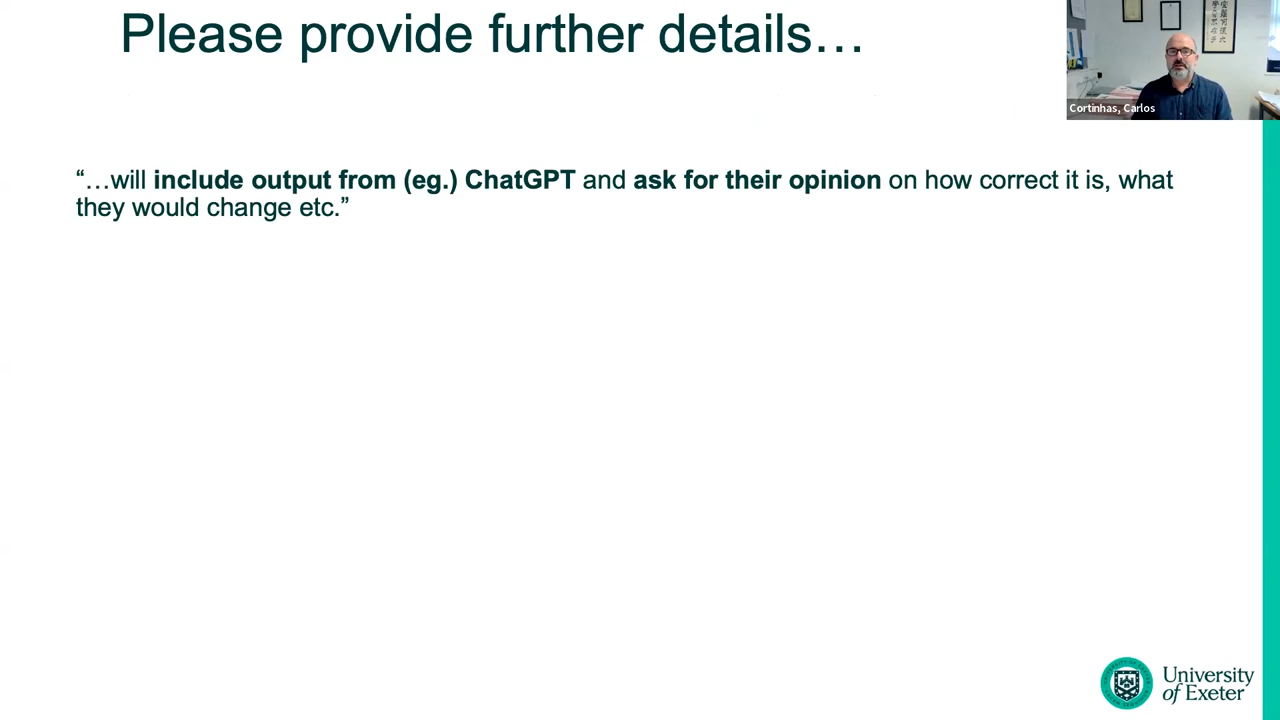 Please provide further details…
Cortinhas, Carlos
“…will include output from (eg.) ChatGPT and ask for their opinion on how correct it is, what
they would change etc.”
University
of Exeter